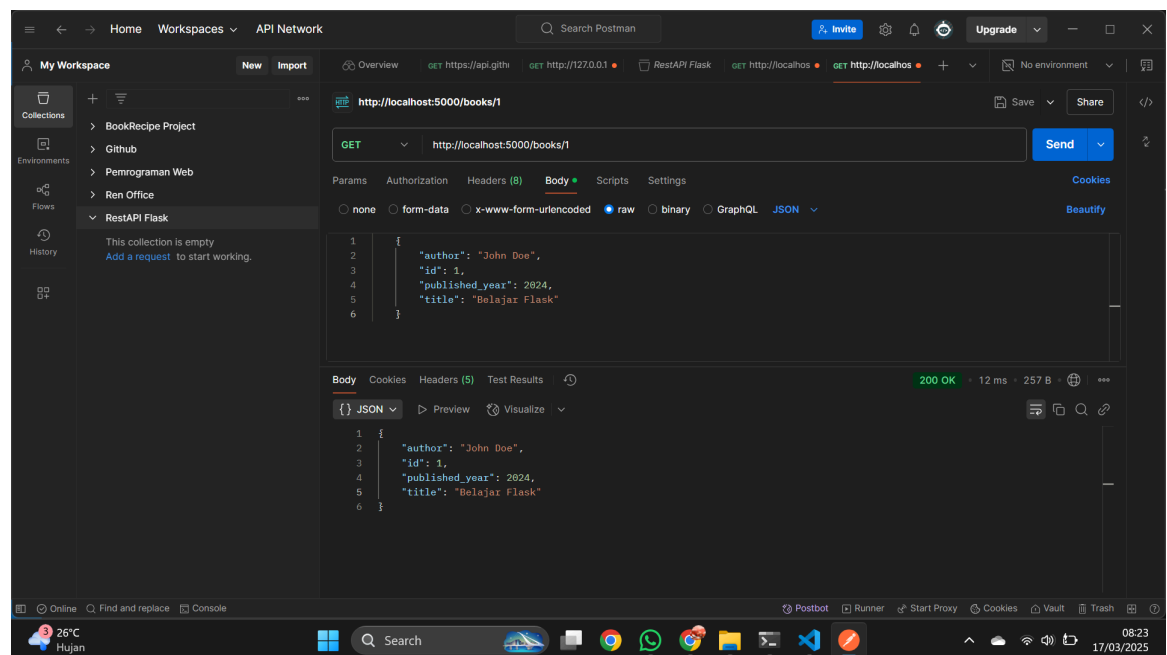 Home Workspaces API Network Search Postman Invite Upgrade
My Workspace New Import Overview GET https://api.gith GET http://127.0.0.1 RestAPI Flask GET http://localhos GET http://localhos No environment
Collections
Environments
Flows
History
BookRecipe Project
Github
Pemrograman Web
Ren Office
RestAPI Flask
This collection is empty
Add a request to start working.
HTTP http://localhost:5000/books/1 Save Share
GET http://localhost:5000/books/1 Send
Params Authorization Headers (8) Body Scripts Settings Cookies
none form-data x-www-form-urlencoded raw binary GraphQL JSON Beautify
1 {
2 "author": "John Doe",
3 "id": 1,
4 "published_year": 2024,
5 "title": "Belajar Flask"
6 }
Body Cookies Headers (5) Test Results 200 OK 12 ms 257 B
{} JSON Preview Visualize
1 {
2 "author": "John Doe",
3 "id": 1,
4 "published_year": 2024,
5 "title": "Belajar Flask"
6 }
Online Find and replace Console Postbot Runner Start Proxy Cookies Vault Trash
3 26°C
Hujan
Search
08:23
17/03/2025